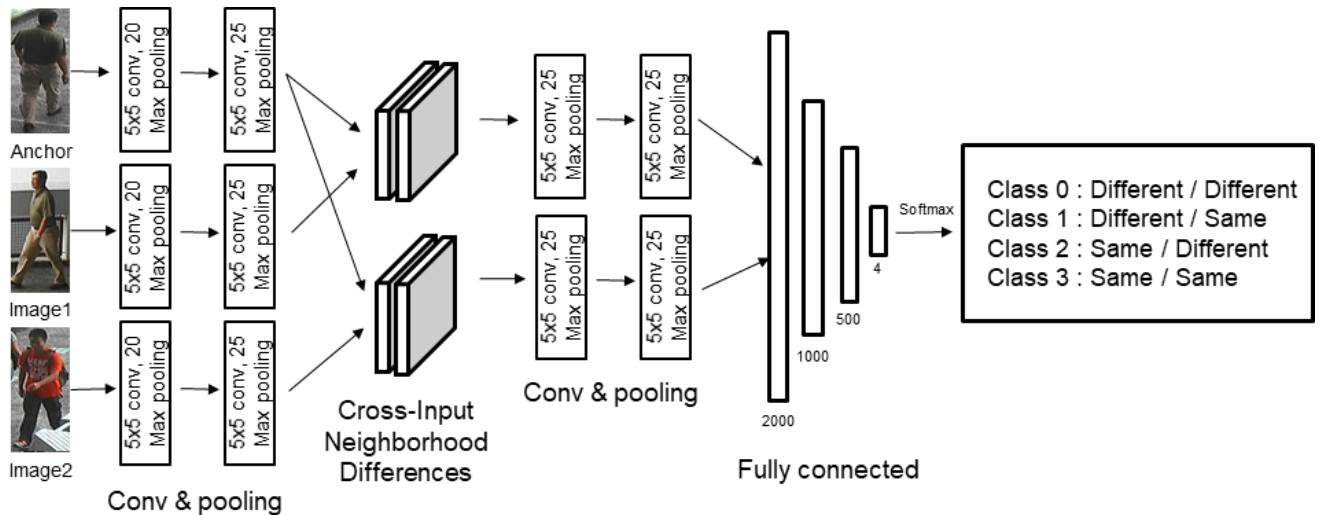 5x5 conv, 20
Max pooling
5x5 conv, 25
Max pooling
Anchor
5x5 conv, 20
Max pooling
5x5 conv, 25
Max pooling
Image1
5x5 conv, 20
Max pooling
5x5 conv, 25
Max pooling
Image2
Conv & pooling
Cross-Input
Neighborhood
Differences
5x5 conv, 25
Max pooling
5x5 conv, 25
Max pooling
5x5 conv, 25
Max pooling
5x5 conv, 25
Max pooling
Conv & pooling
2000
1000
500
4
Fully connected
Softmax
Class 0 : Different / Different
Class 1 : Different / Same
Class 2 : Same / Different
Class 3 : Same / Same